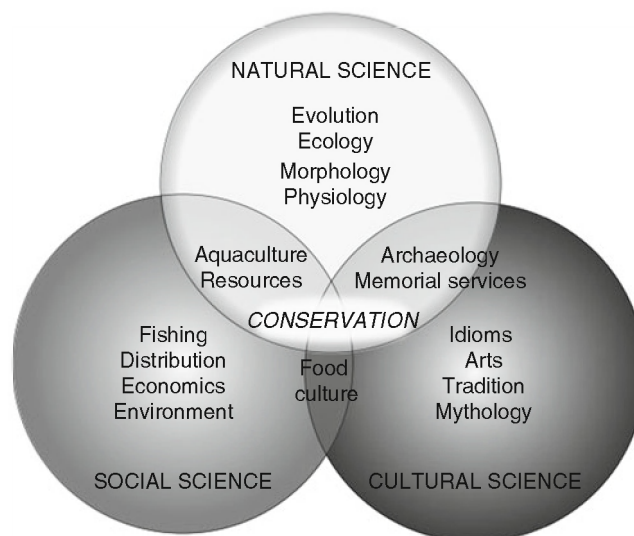 NATURAL SCIENCE
Evolution
Ecology
Morphology
Physiology
Aquaculture
Resources
Archaeology
Memorial services
CONSERVATION
Fishing
Distribution
Economics
Environment
Food
culture
Idioms
Arts
Tradition
Mythology
SOCIAL SCIENCE
CULTURAL SCIENCE